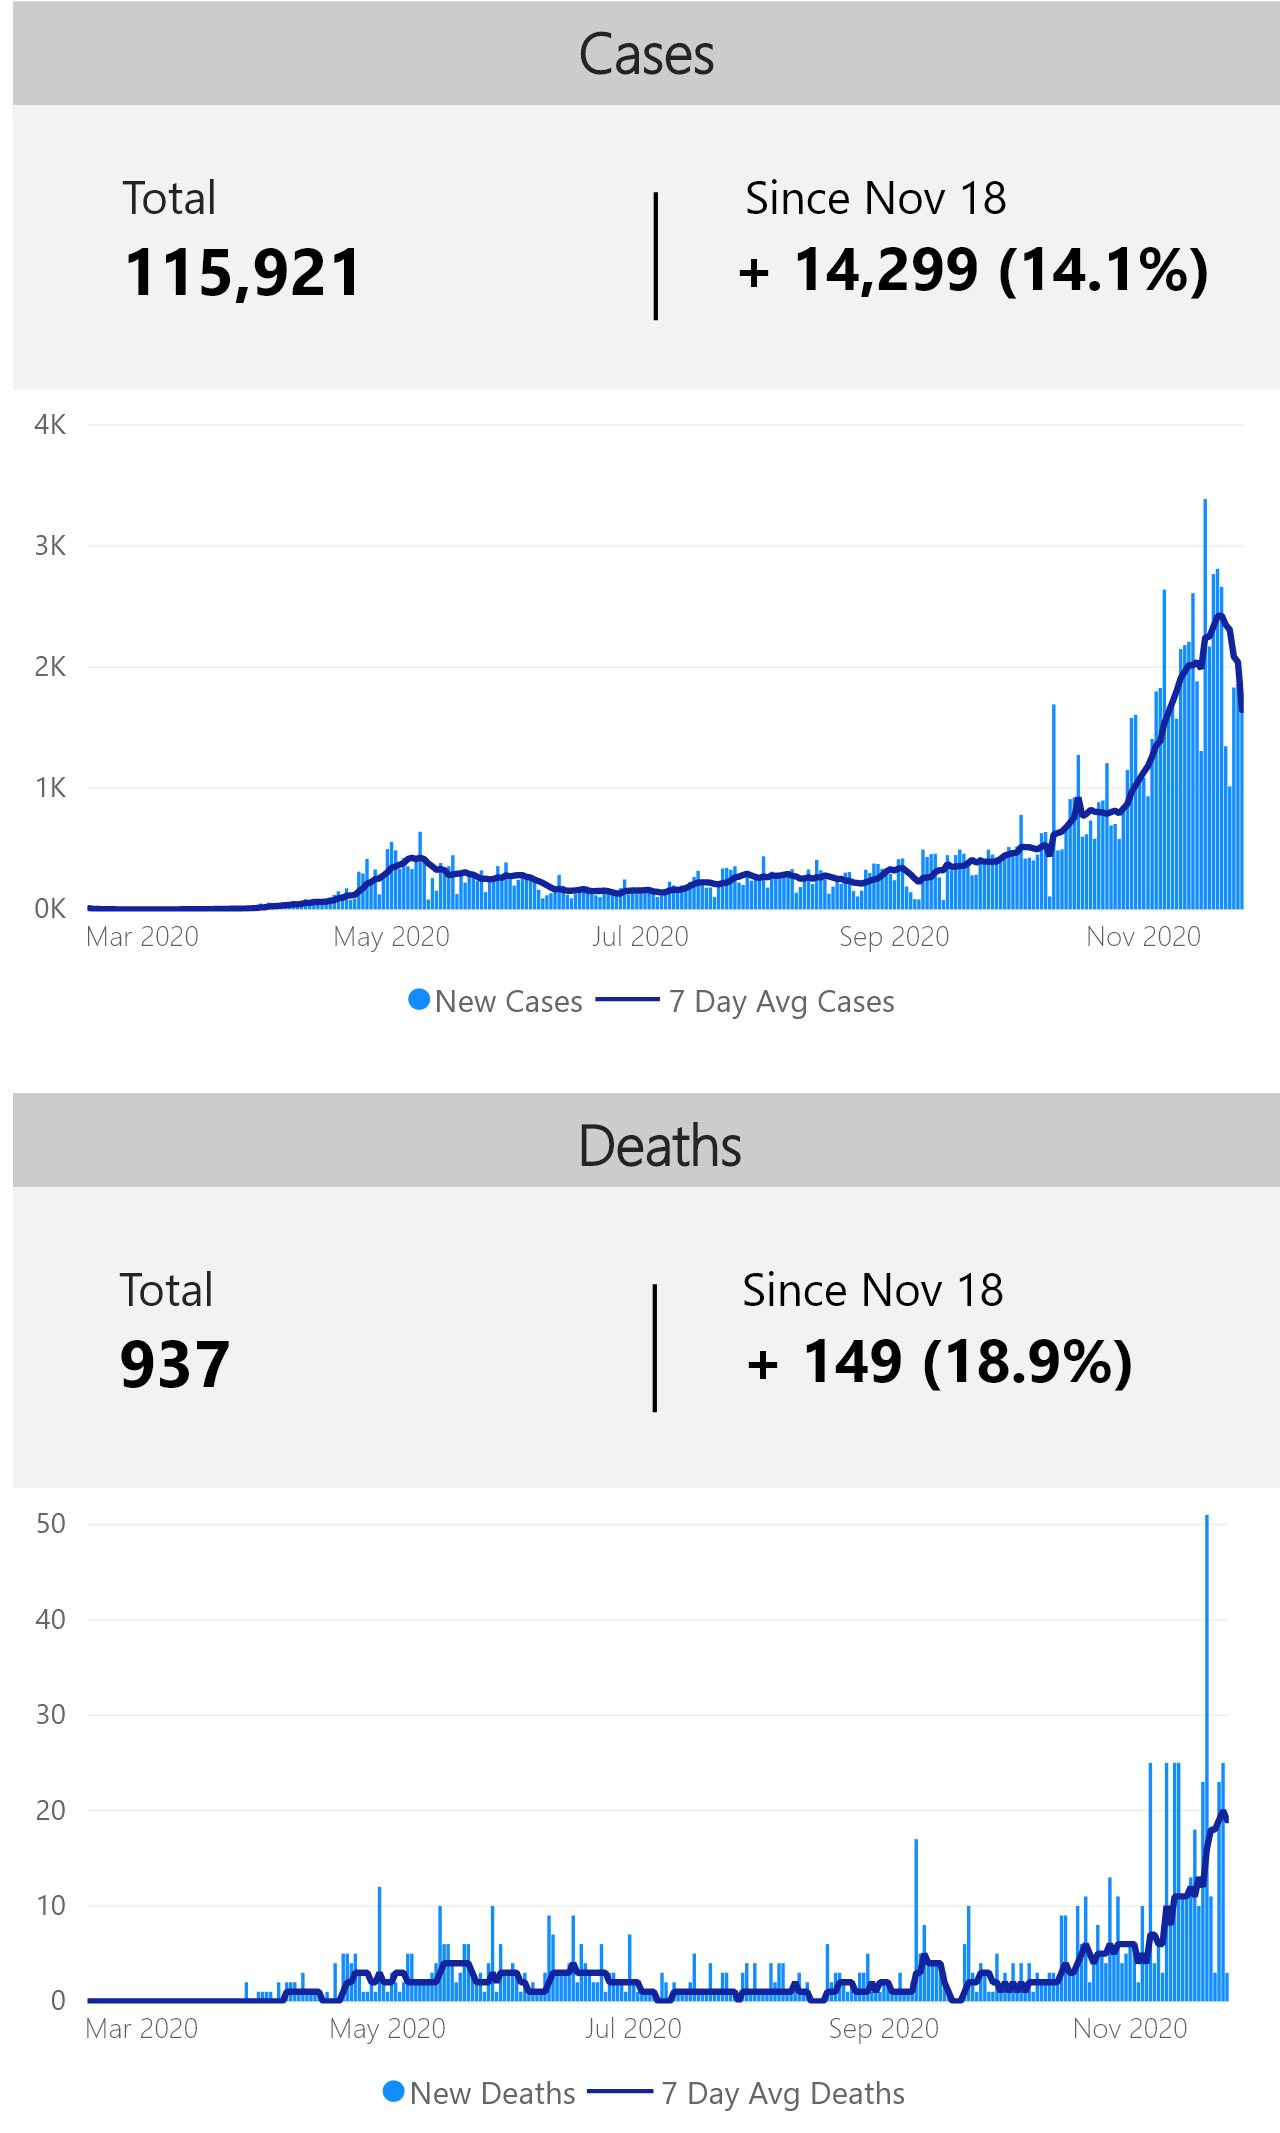 Cases
Total
Since Nov 18
115,921
+ 14,299 (14.1%)
4K
3K
2K
1K
0K
Mar 2020 May 2020 Jul 2020 Sep 2020 Nov 2020
New Cases 7 Day Avg Cases
Deaths
Total
Since Nov 18
937
+ 149 (18.9%)
50
40
30
20
10
0
Mar 2020 May 2020 Jul 2020 Sep 2020 Nov 2020
New Deaths 7 Day Avg Deaths